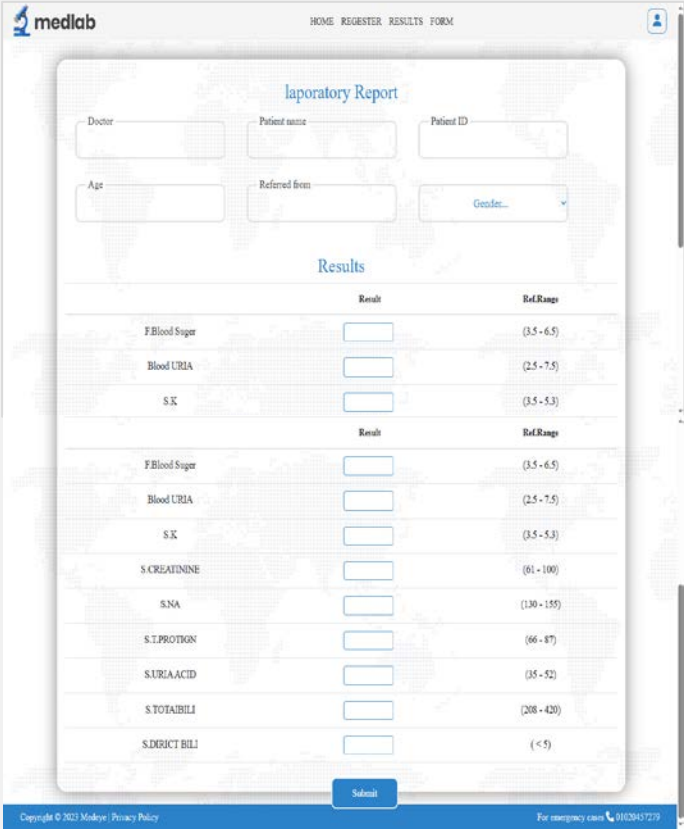 medlab
HOME REGESTER RESULTS FORM
laporatory Report
Doctor Patient name Patient ID
Age Referred from Gender...
Results
Result Ref.Range
F.Blood Suger (3.5 - 6.5)
Blood URIA (2.5 - 7.5)
S.K (3.5 - 5.3)
Result Ref.Range
F.Blood Suger (3.5 - 6.5)
Blood URIA (2.5 - 7.5)
S.K (3.5 - 5.3)
S.CREATININE (61 - 100)
S.NA (130 - 155)
S.T.PROTIGN (66 - 87)
S.URIA ACID (35 - 52)
S.TOTAIBILI (208 - 420)
S.DIRICT BILI ( < 5)
Submit
Copyright © 2023 Medeye | Privacy Policy For emergency cases 01020457279